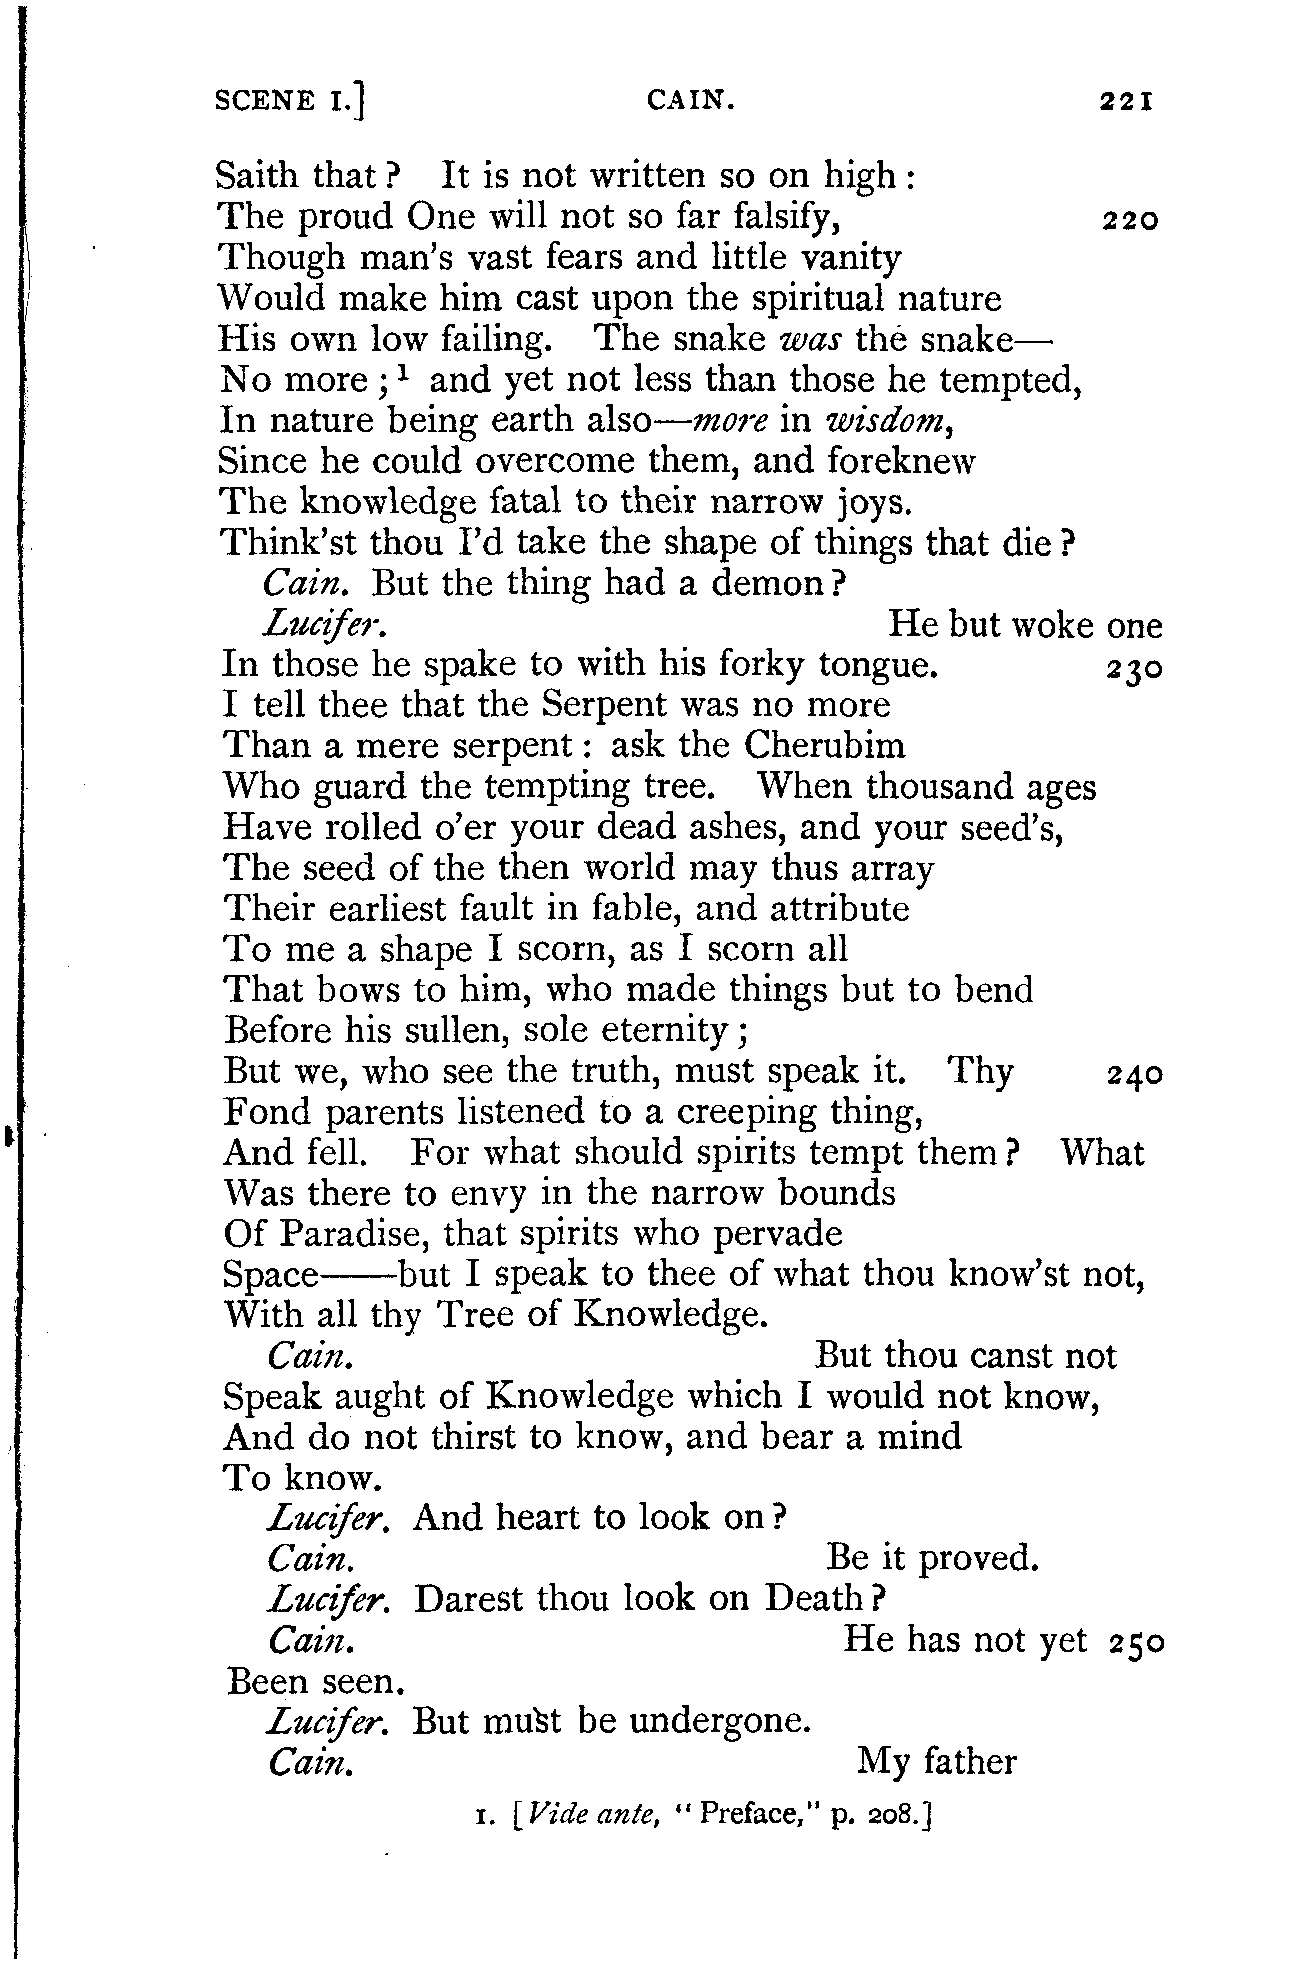 SCENE I.] CAIN. 221
Saith that? It is not written so on high:
The proud One will not so far falsify, 220
Though man's vast fears and little vanity
Would make him cast upon the spiritual nature
His own low failing. The snake was the snake—
No more;¹ and yet not less than those he tempted,
In nature being earth also—more in wisdom,
Since he could overcome them, and foreknew
The knowledge fatal to their narrow joys.
Think'st thou I'd take the shape of things that die?
Cain. But the thing had a demon?
Lucifer. He but woke one
In those he spake to with his forky tongue. 230
I tell thee that the Serpent was no more
Than a mere serpent: ask the Cherubim
Who guard the tempting tree. When thousand ages
Have rolled o'er your dead ashes, and your seed's,
The seed of the then world may thus array
Their earliest fault in fable, and attribute
To me a shape I scorn, as I scorn all
That bows to him, who made things but to bend
Before his sullen, sole eternity;
But we, who see the truth, must speak it. Thy 240
Fond parents listened to a creeping thing,
And fell. For what should spirits tempt them? What
Was there to envy in the narrow bounds
Of Paradise, that spirits who pervade
Space——but I speak to thee of what thou know'st not,
With all thy Tree of Knowledge.
Cain. But thou canst not
Speak aught of Knowledge which I would not know,
And do not thirst to know, and bear a mind
To know.
Lucifer. And heart to look on?
Cain. Be it proved.
Lucifer. Darest thou look on Death?
Cain. He has not yet 250
Been seen.
Lucifer. But must be undergone.
Cain. My father
1. [Vide ante, "Preface," p. 208.]